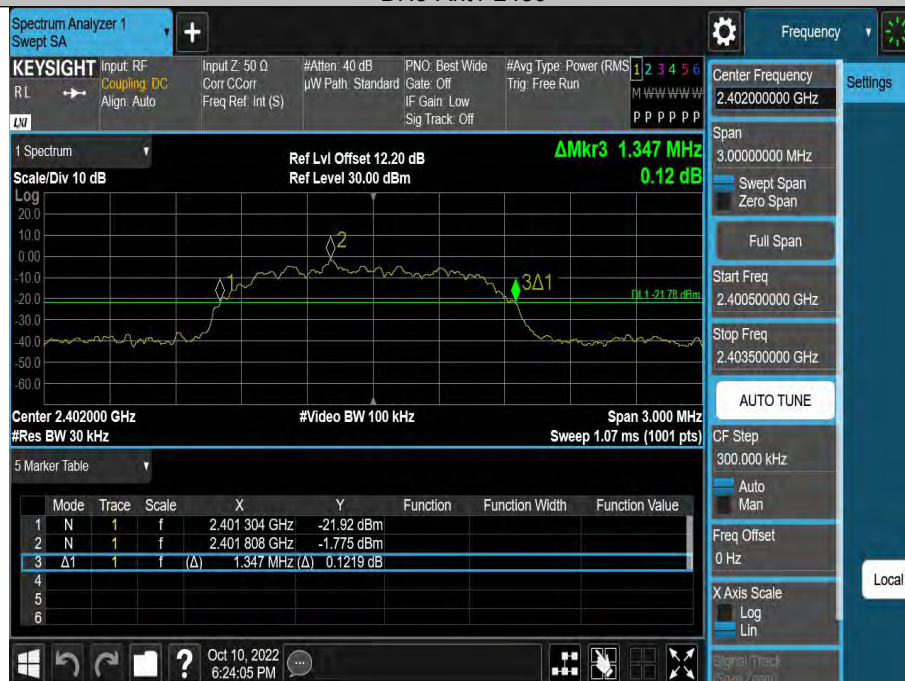 Spectrum Analyzer 1
Swept SA
+
Frequency
KEYSIGHT
RL
LXI
Input: RF
Coupling: DC
Align: Auto
Input Z: 50 Ω
Corr CCorr
Freq Ref: Int (S)
#Atten: 40 dB
µW Path: Standard
PNO: Best Wide
Gate: Off
IF Gain: Low
Sig Track: Off
#Avg Type: Power (RMS
Trig: Free Run
1 2 3 4 5 6
M W W W W W
P P P P P P
Center Frequency
2.402000000 GHz
Settings
Span
3.00000000 MHz
Swept Span
Zero Span
Full Span
Start Freq
2.400500000 GHz
Stop Freq
2.403500000 GHz
AUTO TUNE
CF Step
300.000 kHz
Auto
Man
Freq Offset
0 Hz
X Axis Scale
Log
Lin
Signal Track
(Span Zoom)
Local
1 Spectrum
Scale/Div 10 dB
Ref Lvl Offset 12.20 dB
Ref Level 30.00 dBm
ΔMkr3 1.347 MHz
0.12 dB
Log
20.0
10.0
0.00
-10.0
-20.0
-30.0
-40.0
-50.0
-60.0
1
2
3Δ1
DL1 -21.78 dBm
Center 2.402000 GHz
#Video BW 100 kHz
Span 3.000 MHz
#Res BW 30 kHz
Sweep 1.07 ms (1001 pts)
5 Marker Table
Mode Trace Scale X Y Function Function Width Function Value
1 N 1 f 2.401 304 GHz -21.92 dBm
2 N 1 f 2.401 808 GHz -1.775 dBm
3 Δ1 1 f (Δ) 1.347 MHz (Δ) 0.1219 dB
4
5
6
?
Oct 10, 2022
6:24:05 PM